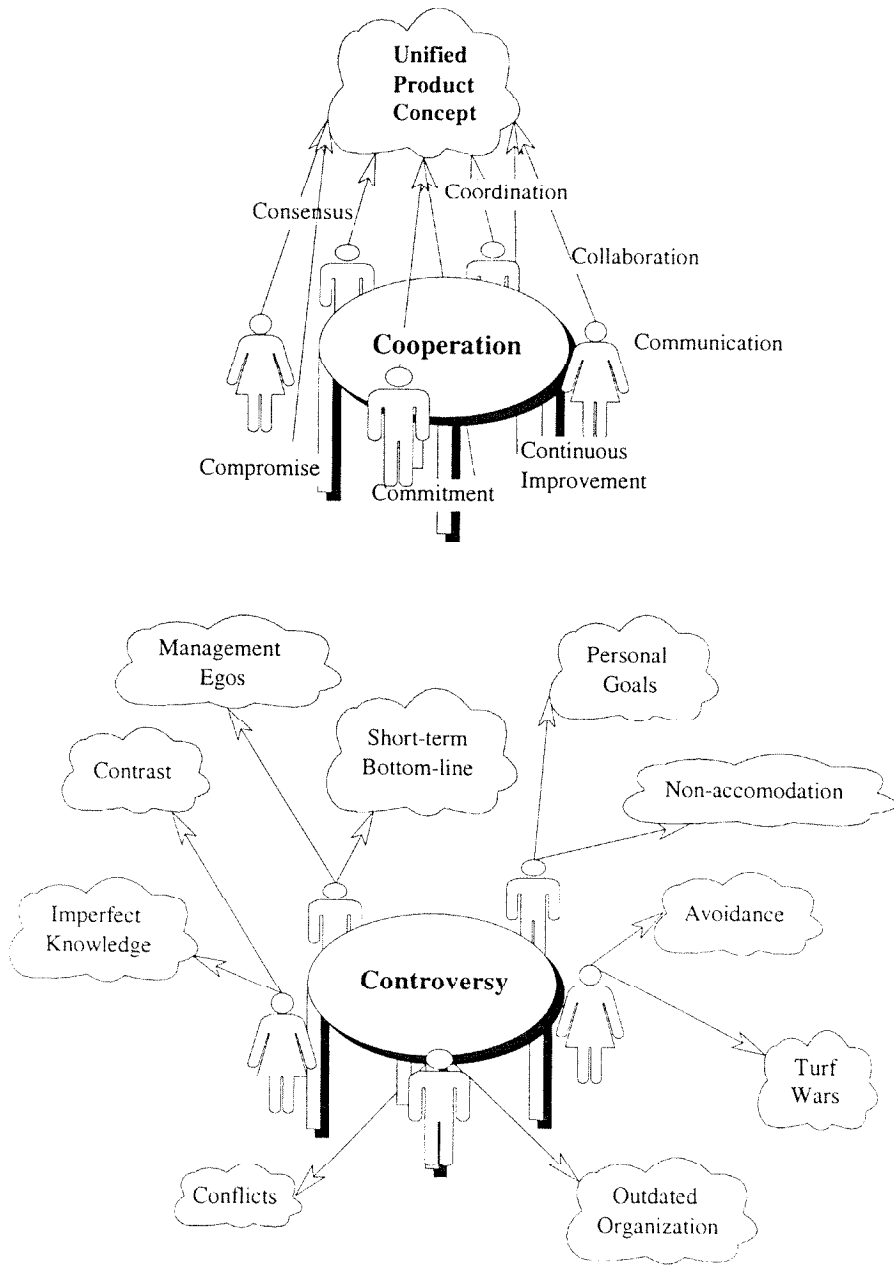 Unified
Product
Concept
Coordination
Consensus
Collaboration
Cooperation
Communication
Compromise
Continuous
Improvement
Commitment
Management
Egos
Personal
Goals
Short-term
Bottom-line
Contrast
Non-accomodation
Imperfect
Knowledge
Avoidance
Controversy
Turf
Wars
Conflicts
Outdated
Organization